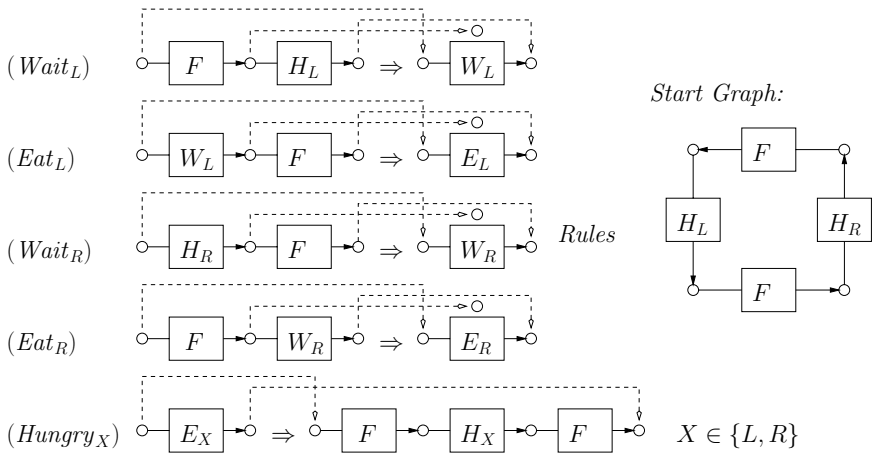 (Wait_L) F H_L ⇒ W_L
Start Graph:
(Eat_L) W_L F ⇒ E_L
F
(Wait_R) H_R F ⇒ W_R Rules
H_L H_R
F
(Eat_R) F W_R ⇒ E_R
(Hungry_X) E_X ⇒ F H_X F X ∈ {L, R}